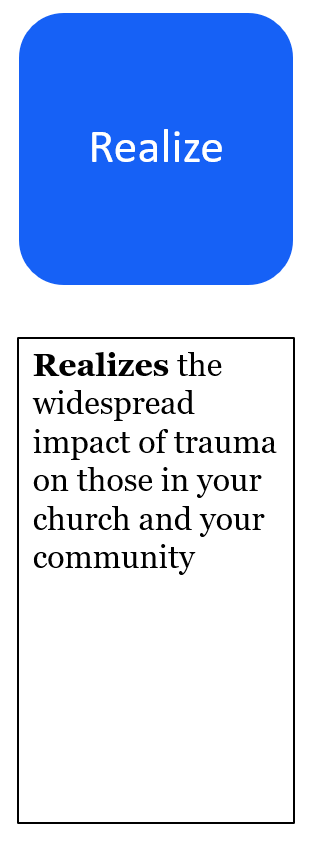 Realize
Realizes the
widespread
impact of trauma
on those in your
church and your
community